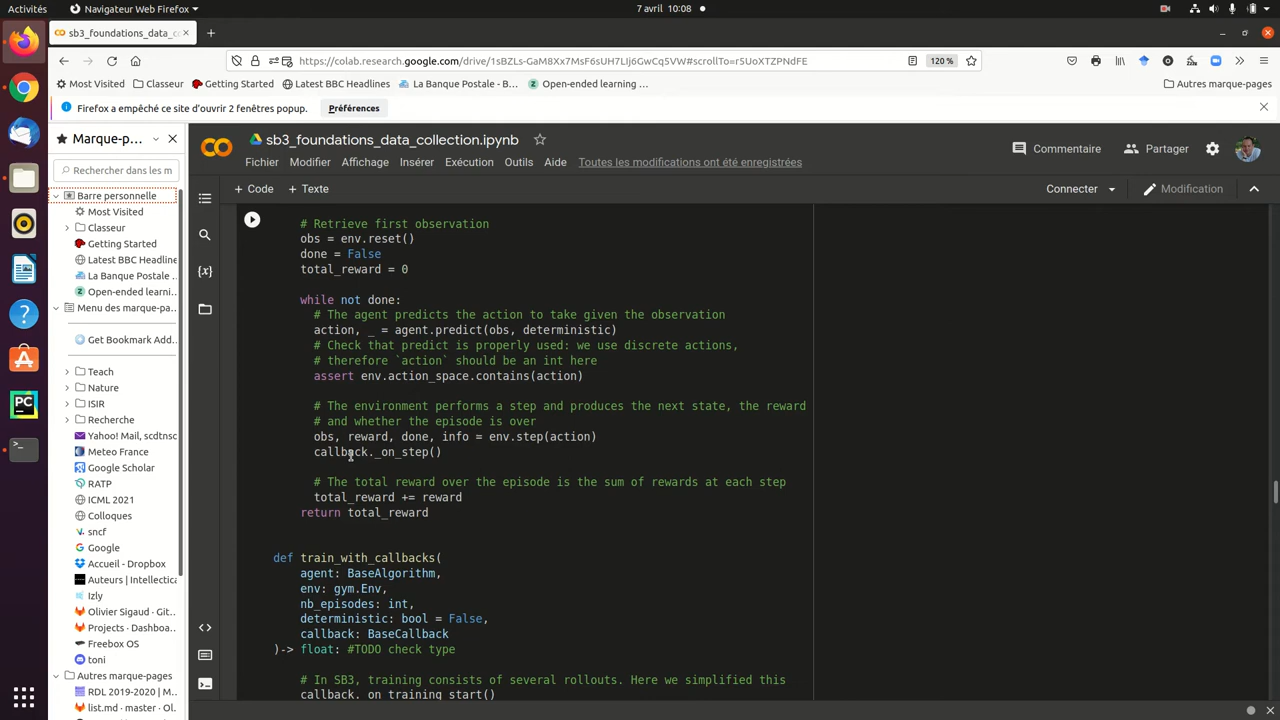 Activités
Navigateur Web Firefox
7 avril 10:08
sb3_foundations_data_c
https://colab.research.google.com/drive/1sBZLs-GaM8Xx7MsF6sUH7LIj6GwCq5VW#scrollTo=r5UoXTZPNdFE
120 %
Most Visited
Classeur
Getting Started
Latest BBC Headlines
La Banque Postale - B…
Open-ended learning …
Autres marque-pages
Firefox a empêché ce site d'ouvrir 2 fenêtres popup.
Préférences
Marque-p…
Rechercher dans les m
Barre personnelle
Most Visited
Classeur
Getting Started
Latest BBC Headline
La Banque Postale …
Open-ended learni…
Menu des marque-pa…
Get Bookmark Add…
Teach
Nature
ISIR
Recherche
Yahoo! Mail, scdtnsc
Meteo France
Google Scholar
RATP
ICML 2021
Colloques
sncf
Google
Accueil - Dropbox
Auteurs | Intellectica
Izly
Olivier Sigaud · Git…
Projects · Dashboa…
Freebox OS
toni
Autres marque-pages
RDL 2019-2020 | M…
list.md · master · Ol…
sb3_foundations_data_collection.ipynb
Fichier Modifier Affichage Insérer Exécution Outils Aide Toutes les modifications ont été enregistrées
Commentaire
Partager
+ Code + Texte
Connecter
Modification
# Retrieve first observation
obs = env.reset()
done = False
total_reward = 0
while not done:
# The agent predicts the action to take given the observation
action, _ = agent.predict(obs, deterministic)
# Check that predict is properly used: we use discrete actions,
# therefore `action` should be an int here
assert env.action_space.contains(action)
# The environment performs a step and produces the next state, the reward
# and whether the episode is over
obs, reward, done, info = env.step(action)
callback._on_step()
# The total reward over the episode is the sum of rewards at each step
total_reward += reward
return total_reward
def train_with_callbacks(
agent: BaseAlgorithm,
env: gym.Env,
nb_episodes: int,
deterministic: bool = False,
callback: BaseCallback
)-> float: #TODO check type
# In SB3, training consists of several rollouts. Here we simplified this
callback._on_training_start()